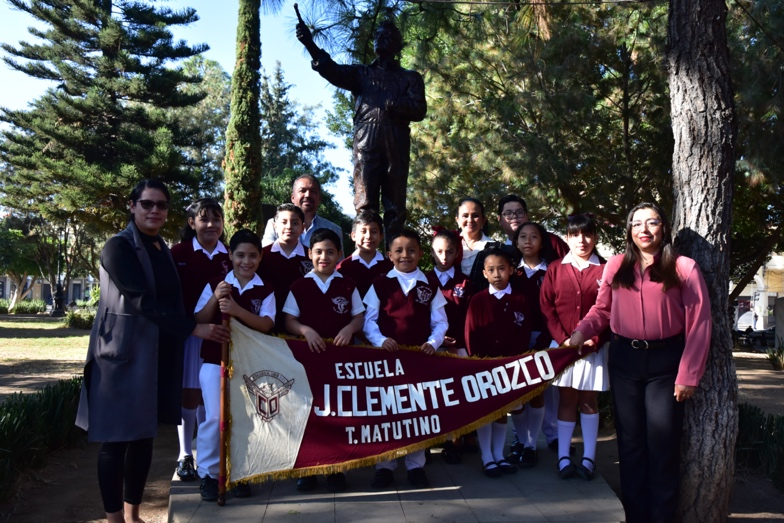 ESCUELA
J. CLEMENTE OROZCO
T. MATUTINO